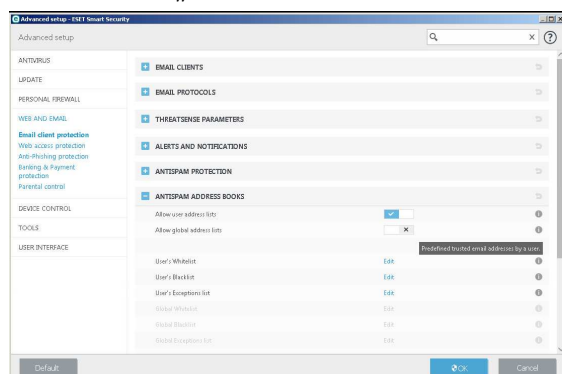 Advanced setup - ESET Smart Security
Advanced setup
ANTIVIRUS
UPDATE
PERSONAL FIREWALL
WEB AND EMAIL
Email client protection
Web access protection
Anti-Phishing protection
Banking & Payment
protection
Parental control
DEVICE CONTROL
TOOLS
USER INTERFACE
EMAIL CLIENTS
EMAIL PROTOCOLS
THREATSENSE PARAMETERS
ALERTS AND NOTIFICATIONS
ANTISPAM PROTECTION
ANTISPAM ADDRESS BOOKS
Allow user address lists
Allow global address lists
Predefined trusted email addresses by a user.
User's Whitelist Edit
User's Blacklist Edit
User's Exceptions list Edit
Global Whitelist Edit
Global Blacklist Edit
Global Exceptions list Edit
Default
OK
Cancel